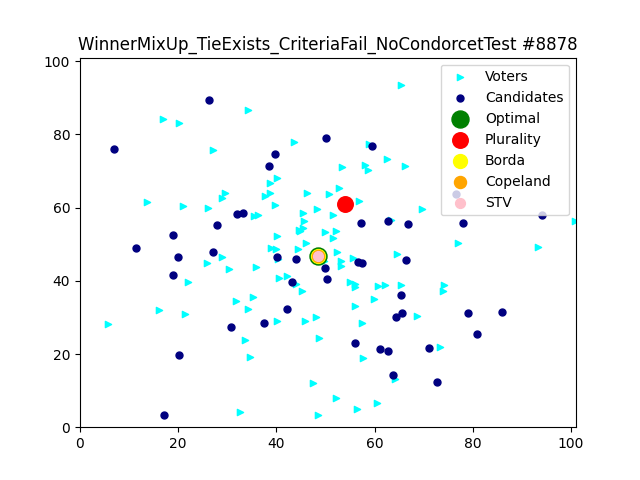 WinnerMixUp_TieExists_CriteriaFail_NoCondorcetTest #8878
100
80
60
40
20
0
0 20 40 60 80 100
Voters
Candidates
Optimal
Plurality
Borda
Copeland
STV